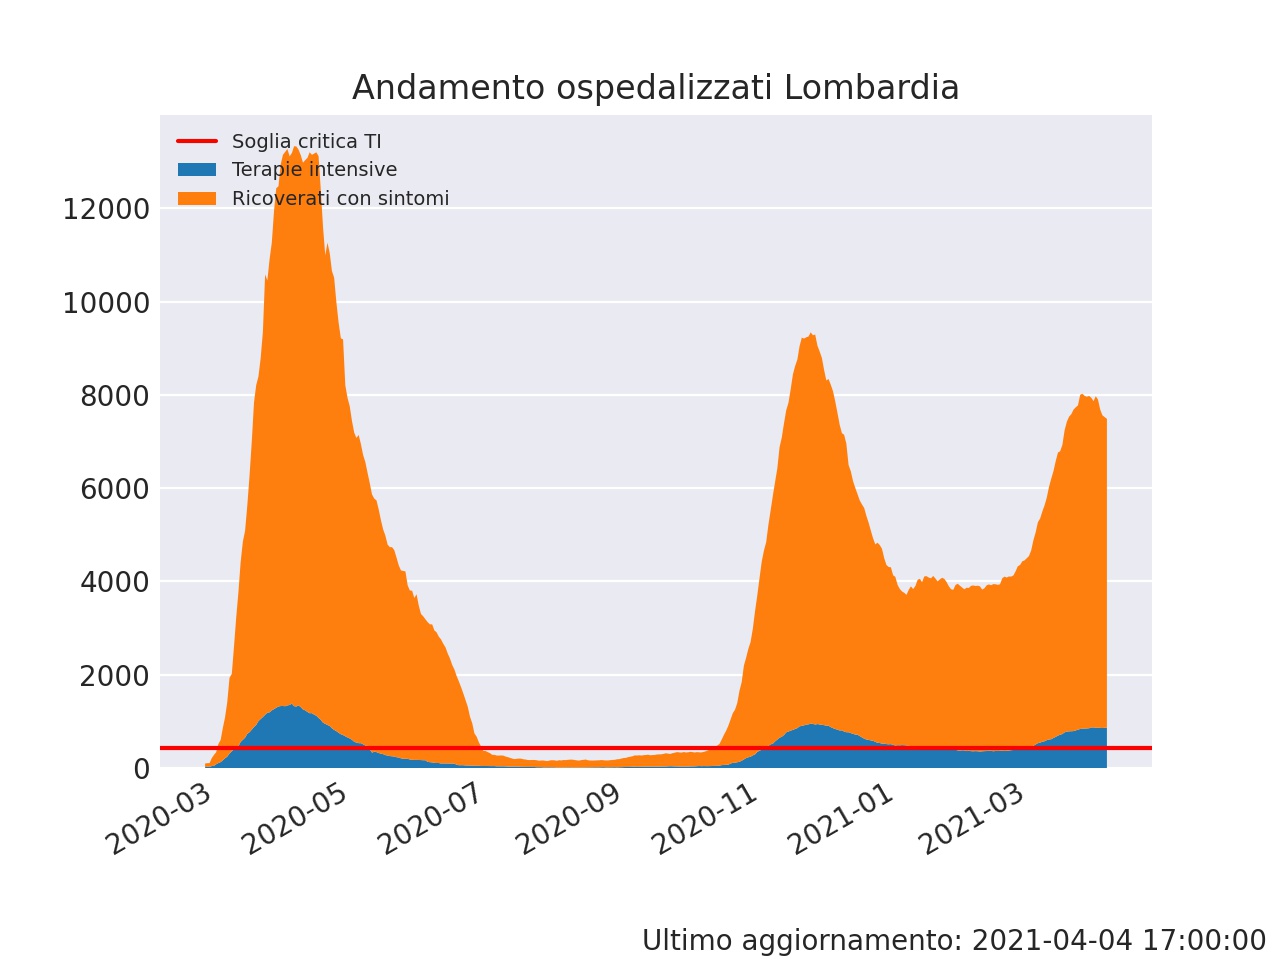 Andamento ospedalizzati Lombardia
Soglia critica TI
Terapie intensive
Ricoverati con sintomi
12000
10000
8000
6000
4000
2000
0
2020-03
2020-05
2020-07
2020-09
2020-11
2021-01
2021-03
Ultimo aggiornamento: 2021-04-04 17:00:00